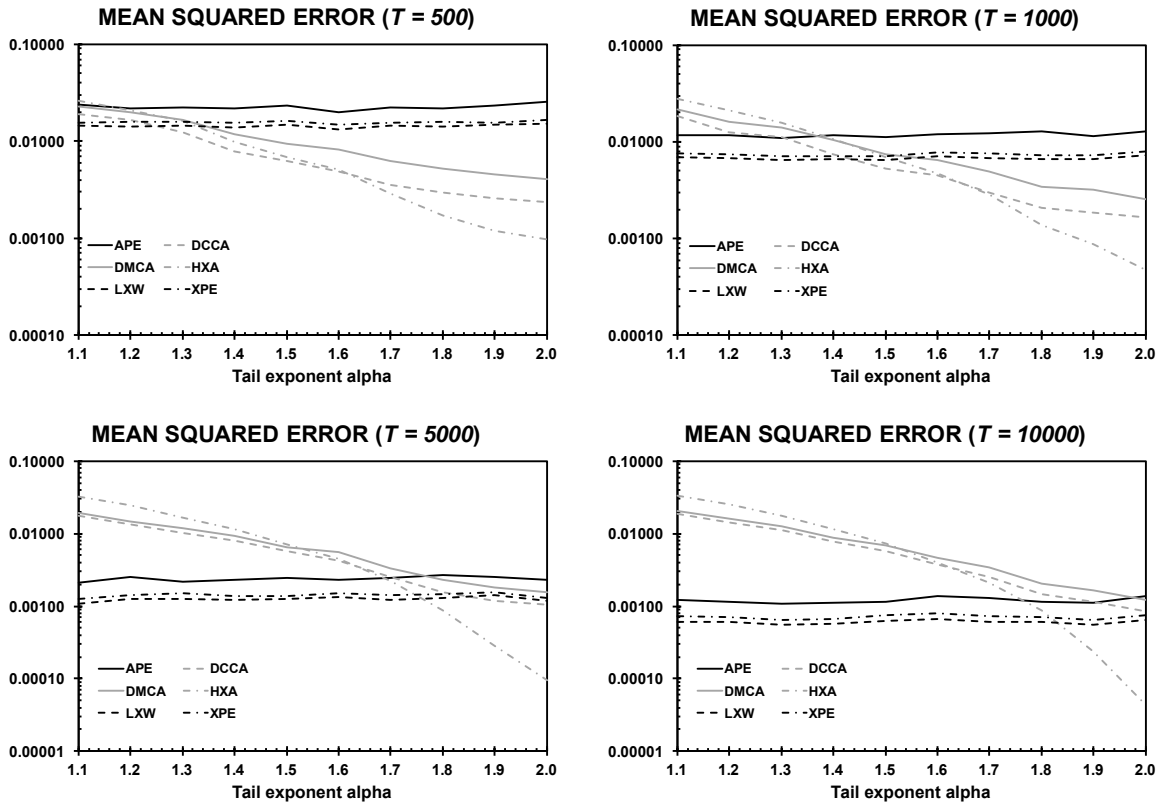 MEAN SQUARED ERROR (T = 500)
0.10000
0.01000
0.00100
0.00010
APE DCCA
DMCA HXA
LXW XPE
1.1 1.2 1.3 1.4 1.5 1.6 1.7 1.8 1.9 2.0
Tail exponent alpha
MEAN SQUARED ERROR (T = 1000)
0.10000
0.01000
0.00100
0.00010
APE DCCA
DMCA HXA
LXW XPE
1.1 1.2 1.3 1.4 1.5 1.6 1.7 1.8 1.9 2.0
Tail exponent alpha
MEAN SQUARED ERROR (T = 5000)
0.10000
0.01000
0.00100
0.00010
0.00001
APE DCCA
DMCA HXA
LXW XPE
1.1 1.2 1.3 1.4 1.5 1.6 1.7 1.8 1.9 2.0
Tail exponent alpha
MEAN SQUARED ERROR (T = 10000)
0.10000
0.01000
0.00100
0.00010
0.00001
APE DCCA
DMCA HXA
LXW XPE
1.1 1.2 1.3 1.4 1.5 1.6 1.7 1.8 1.9 2.0
Tail exponent alpha